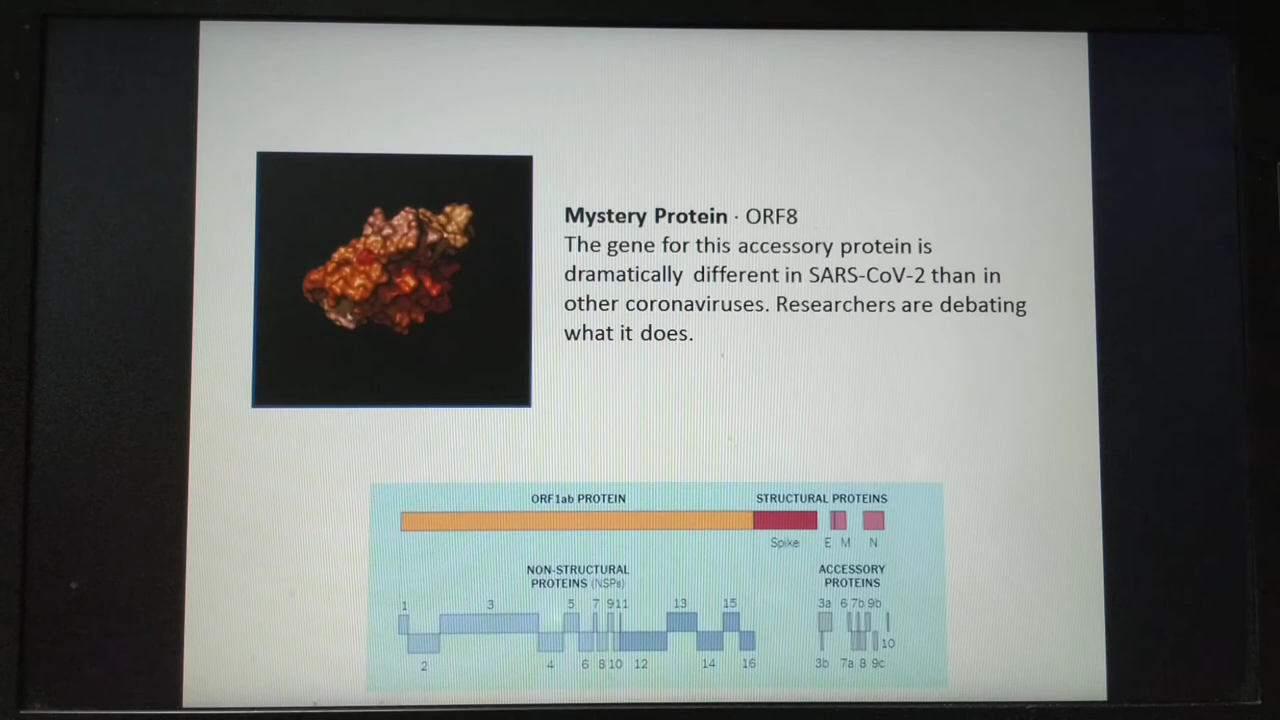 Mystery Protein · ORF8
The gene for this accessory protein is
dramatically different in SARS-CoV-2 than in
other coronaviruses. Researchers are debating
what it does.
ORF1ab PROTEIN
STRUCTURAL PROTEINS
Spike E M N
NON-STRUCTURAL
PROTEINS (NSPs)
ACCESSORY
PROTEINS
1 3 5 7 9 11 13 15
3a 6 7b 9b
10
2 4 6 8 10 12 14 16
3b 7a 8 9c